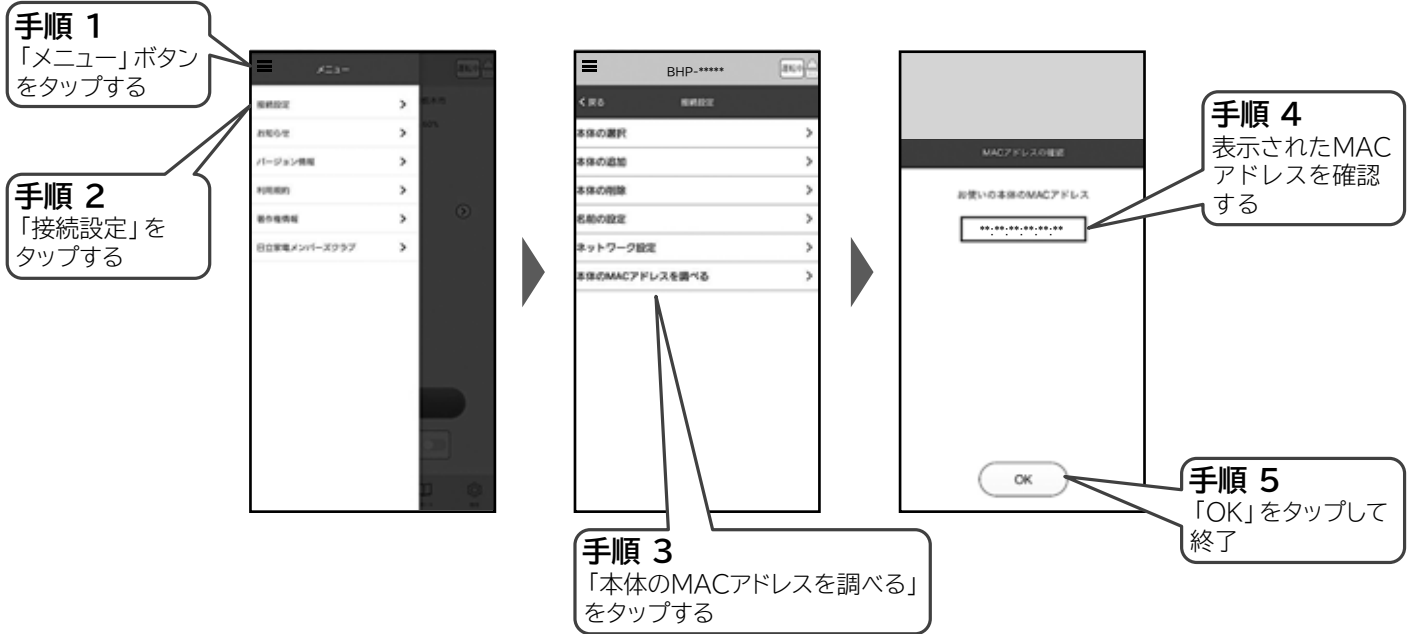 手順 1
「メニュー」ボタン
をタップする
手順 2
「接続設定」を
タップする
メニュー
接続設定
お知らせ
バージョン情報
利用規約
著作権情報
日立家電メンバーズクラブ
BHP-*****
運転中
戻る
接続設定
本体の選択
本体の追加
本体の削除
名前の設定
ネットワーク設定
本体のMACアドレスを調べる
手順 3
「本体のMACアドレスを調べる」
をタップする
MACアドレスの確認
お使いの本体のMACアドレス
**:**:**:**:**:**
OK
手順 4
表示されたMAC
アドレスを確認
する
手順 5
「OK」をタップして
終了